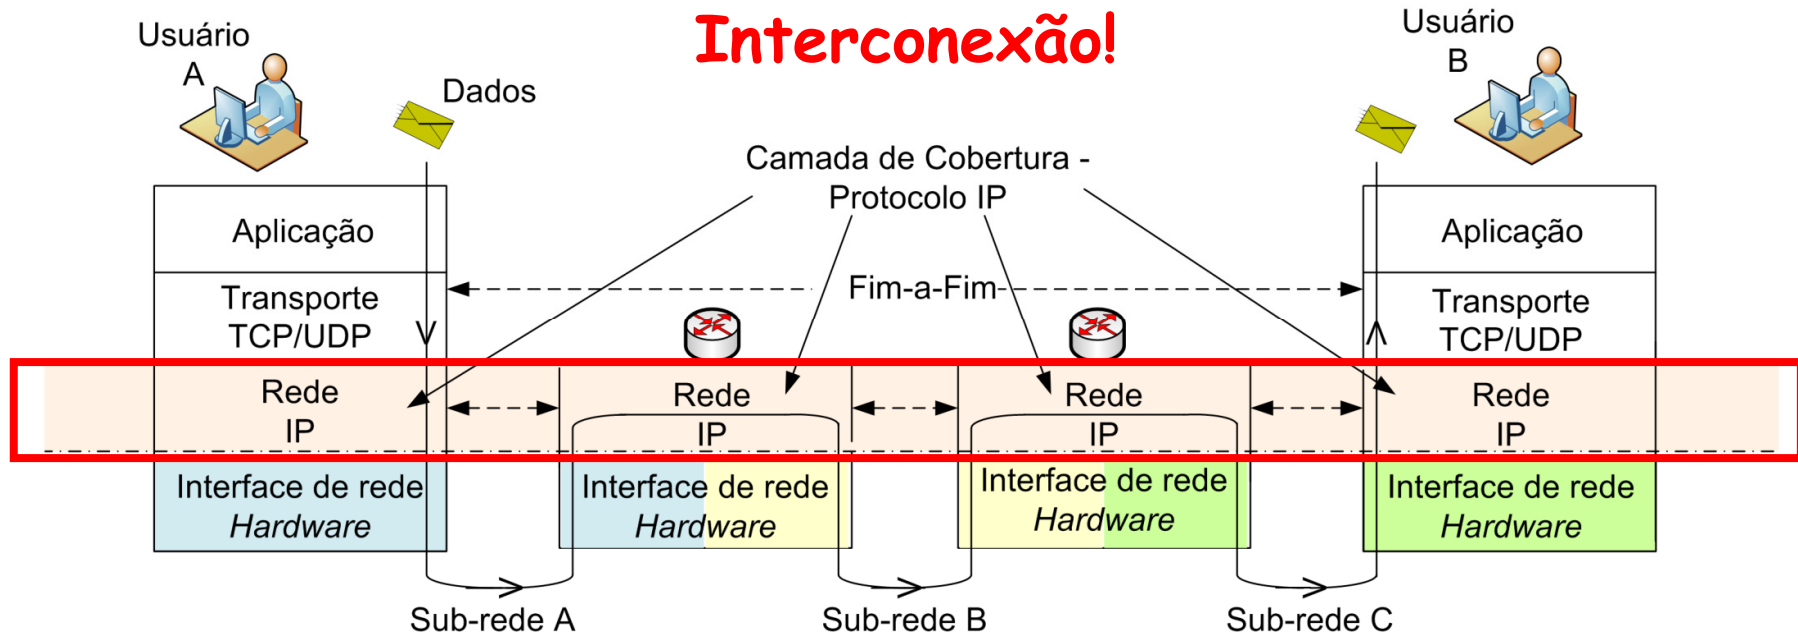 Interconexão!
Usuário
A
Dados
Usuário
B
Camada de Cobertura -
Protocolo IP
Aplicação
Aplicação
Fim-a-Fim
Transporte
TCP/UDP
Transporte
TCP/UDP
Rede
IP
Rede
IP
Rede
IP
Rede
IP
Interface de rede
Hardware
Interface de rede
Hardware
Interface de rede
Hardware
Interface de rede
Hardware
Sub-rede A
Sub-rede B
Sub-rede C